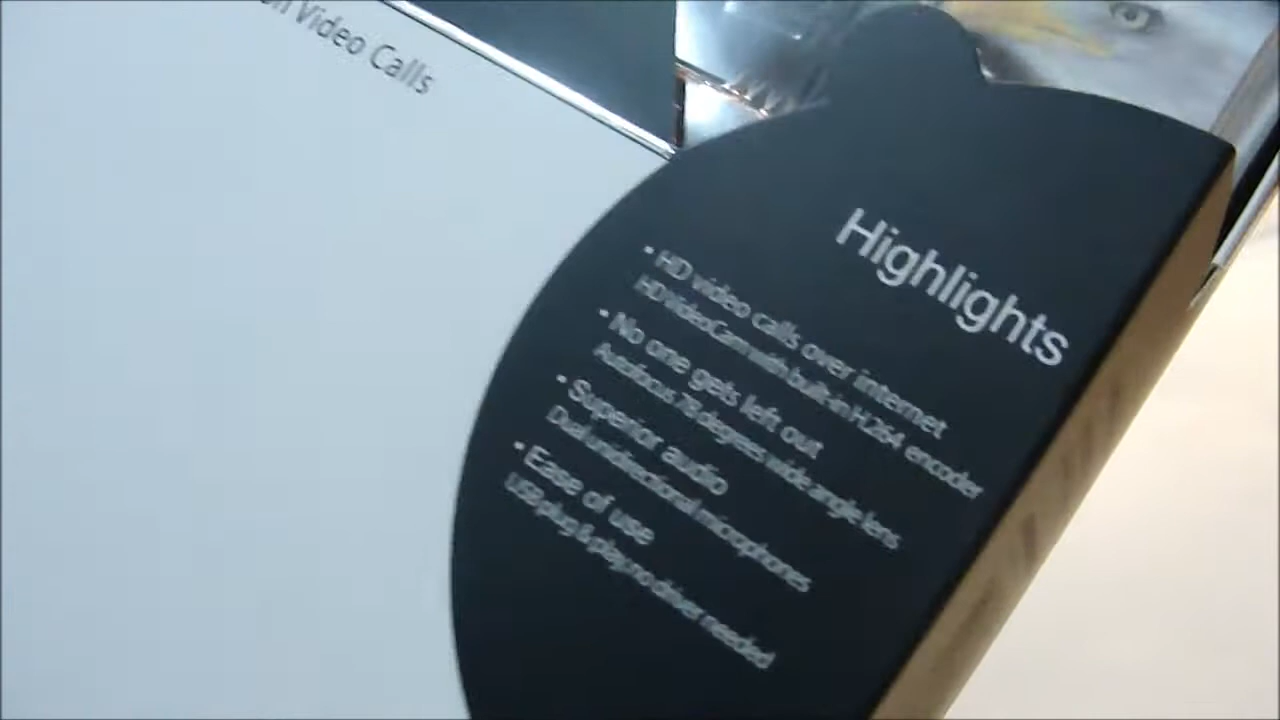 Video Calls
Highlights
• HD video calls over internet
HD VideoCam with built-in H.264 encoder
• No one gets left out
Autofocus 78 degrees wide angle lens
• Superior audio
Dual unidirectional microphones
• Ease of use
USB plug & play no driver needed